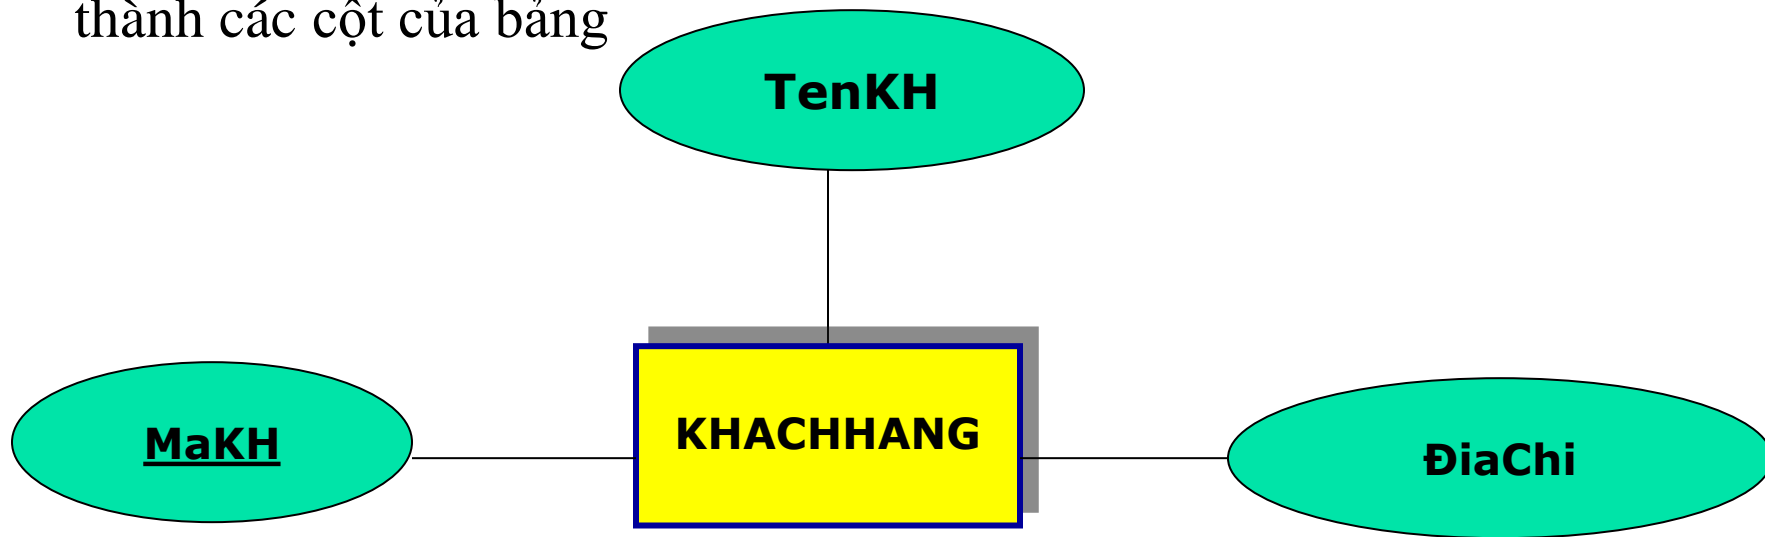 thành các cột của bảng
TenKH
KHACHHANG
MaKH
ĐiaChi